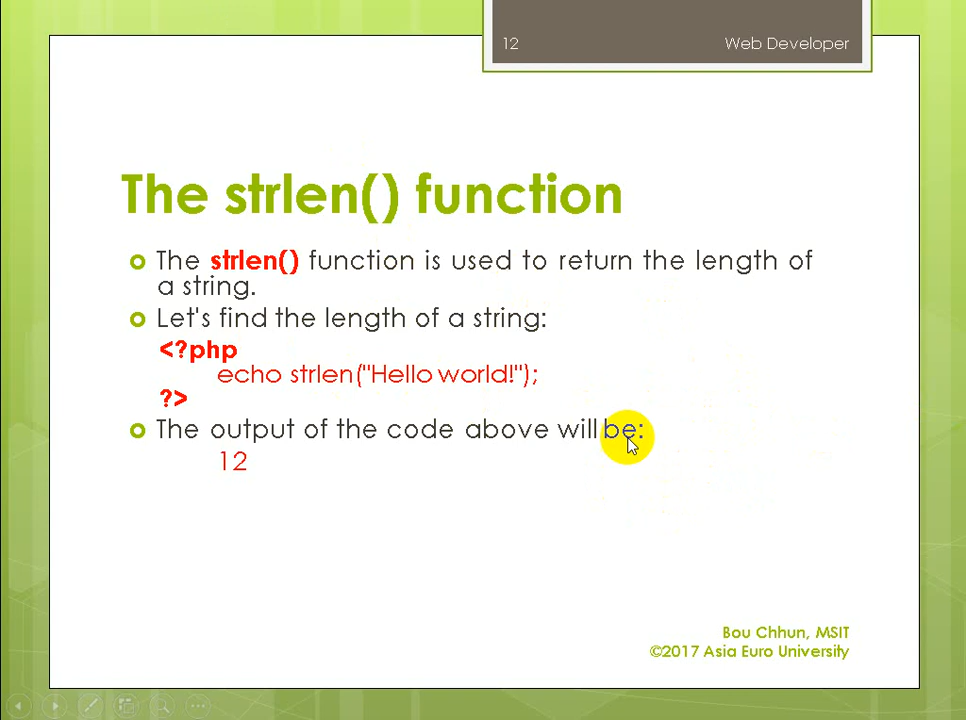 12 Web Developer
The strlen() function
The strlen() function is used to return the length of
a string.
Let's find the length of a string:
<?php
echo strlen("Hello world!");
?>
The output of the code above will be:
12
Bou Chhun, MSIT
©2017 Asia Euro University